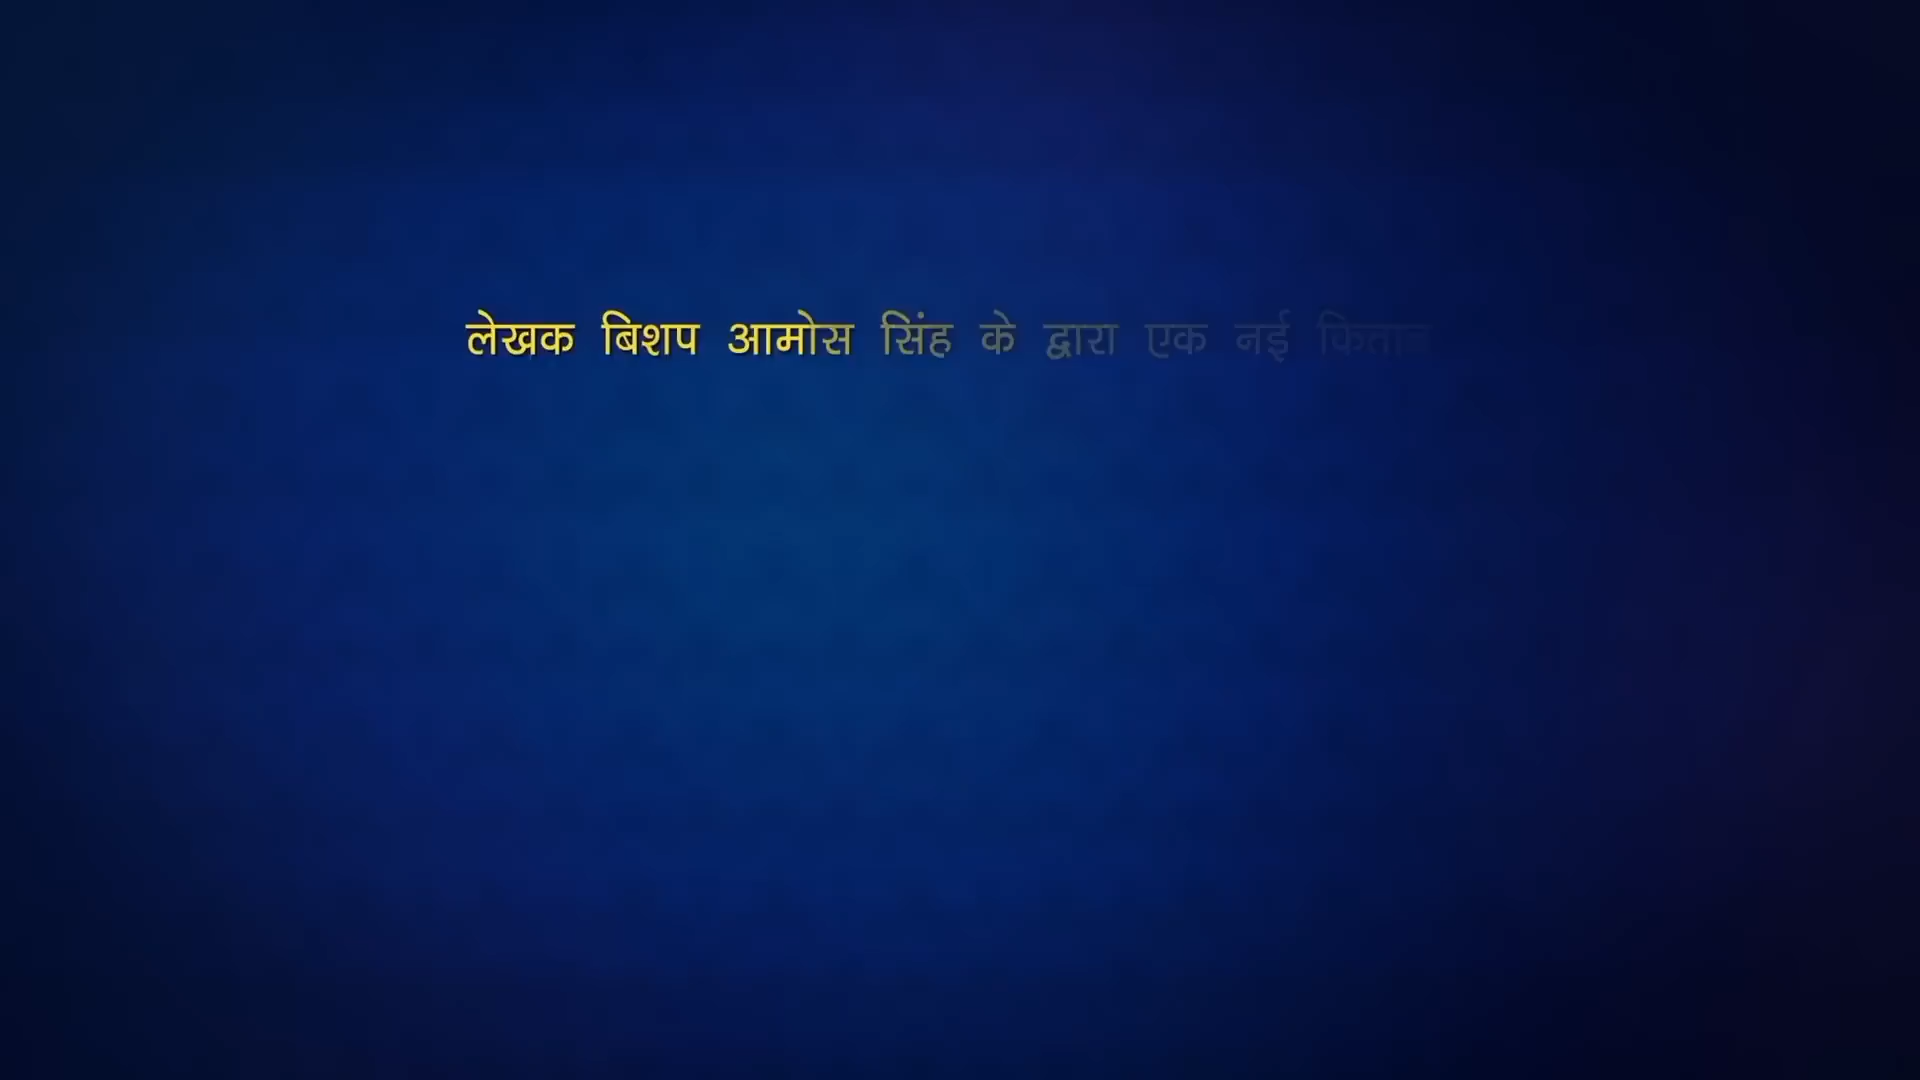 लेखक बिशप आमोस सिंह के द्वारा एक नई किताब